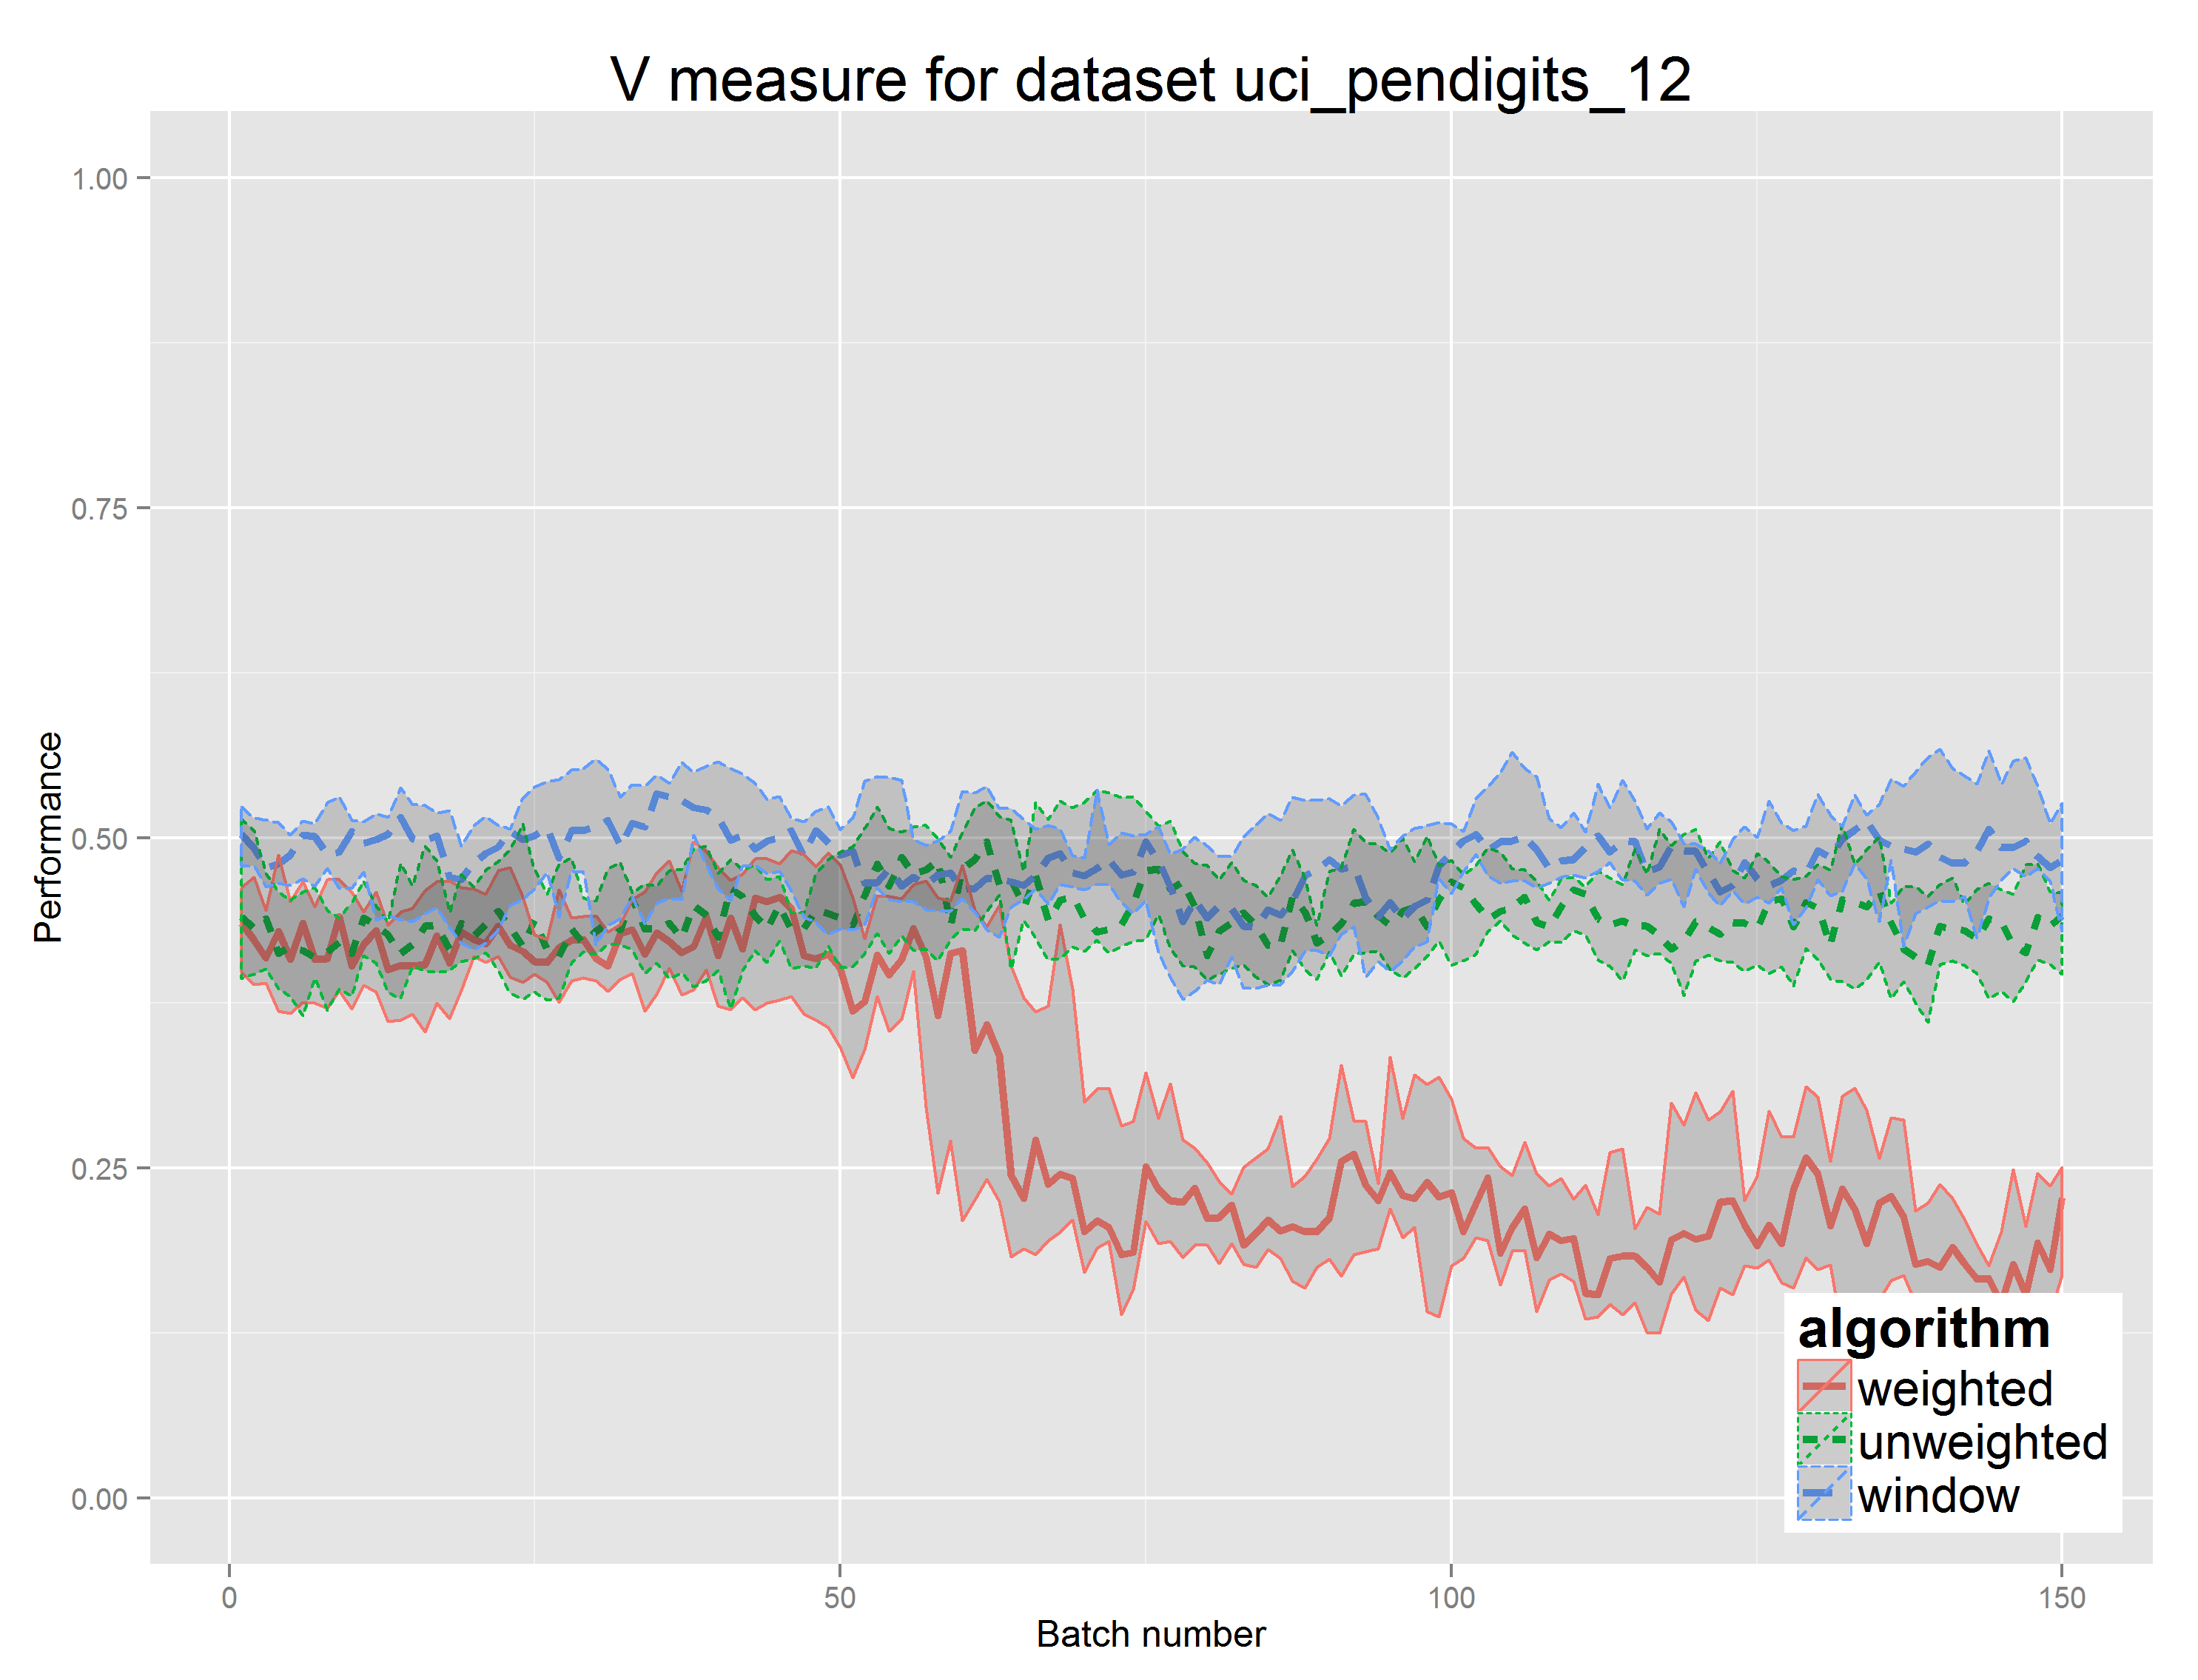 V measure for dataset uci_pendigits_12
Performance
1.00
0.75
0.50
0.25
0.00
0
50
100
150
Batch number
algorithm
weighted
unweighted
window